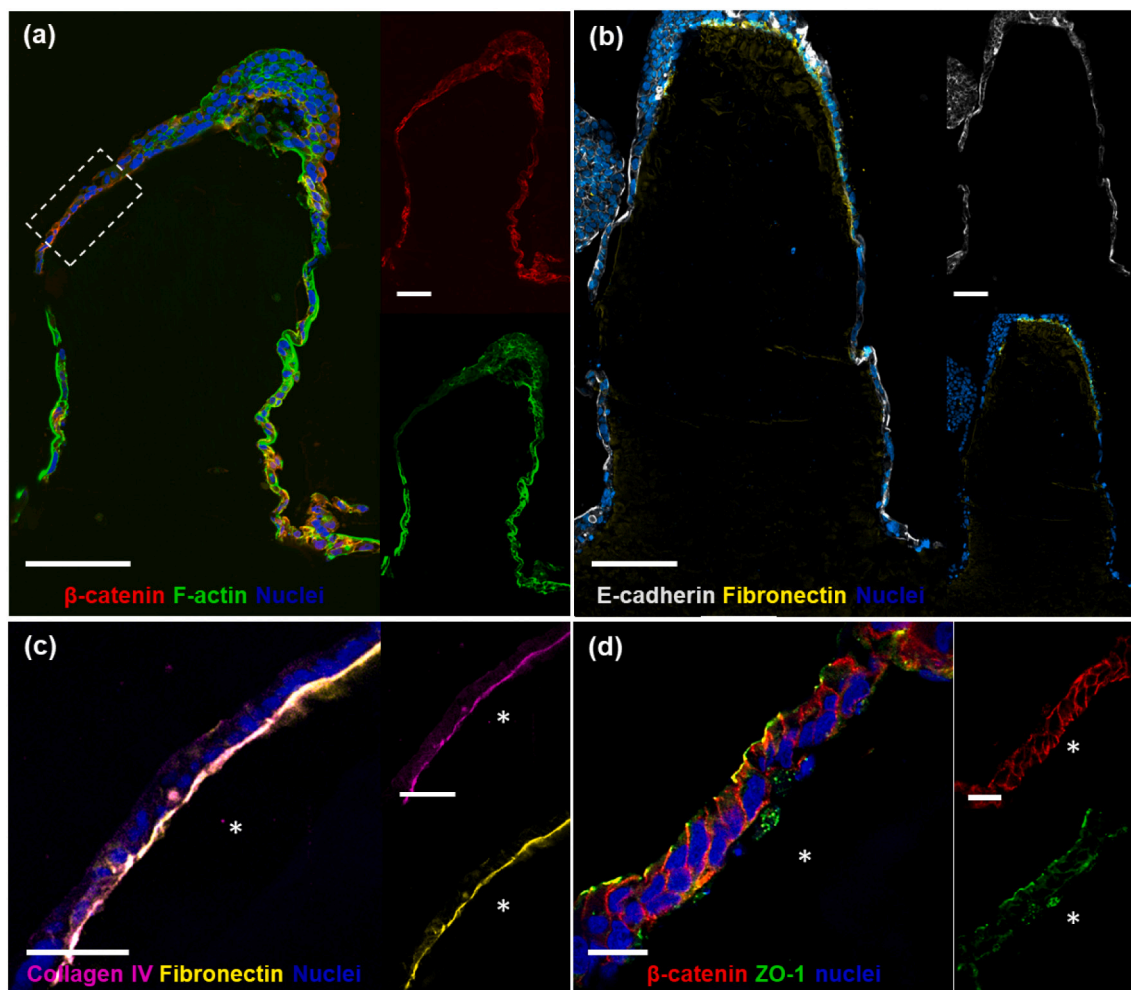 (a)
β-catenin F-actin Nuclei
(b)
E-cadherin Fibronectin Nuclei
(c)
*
*
*
Collagen IV Fibronectin Nuclei
(d)
*
*
*
β-catenin ZO-1 nuclei